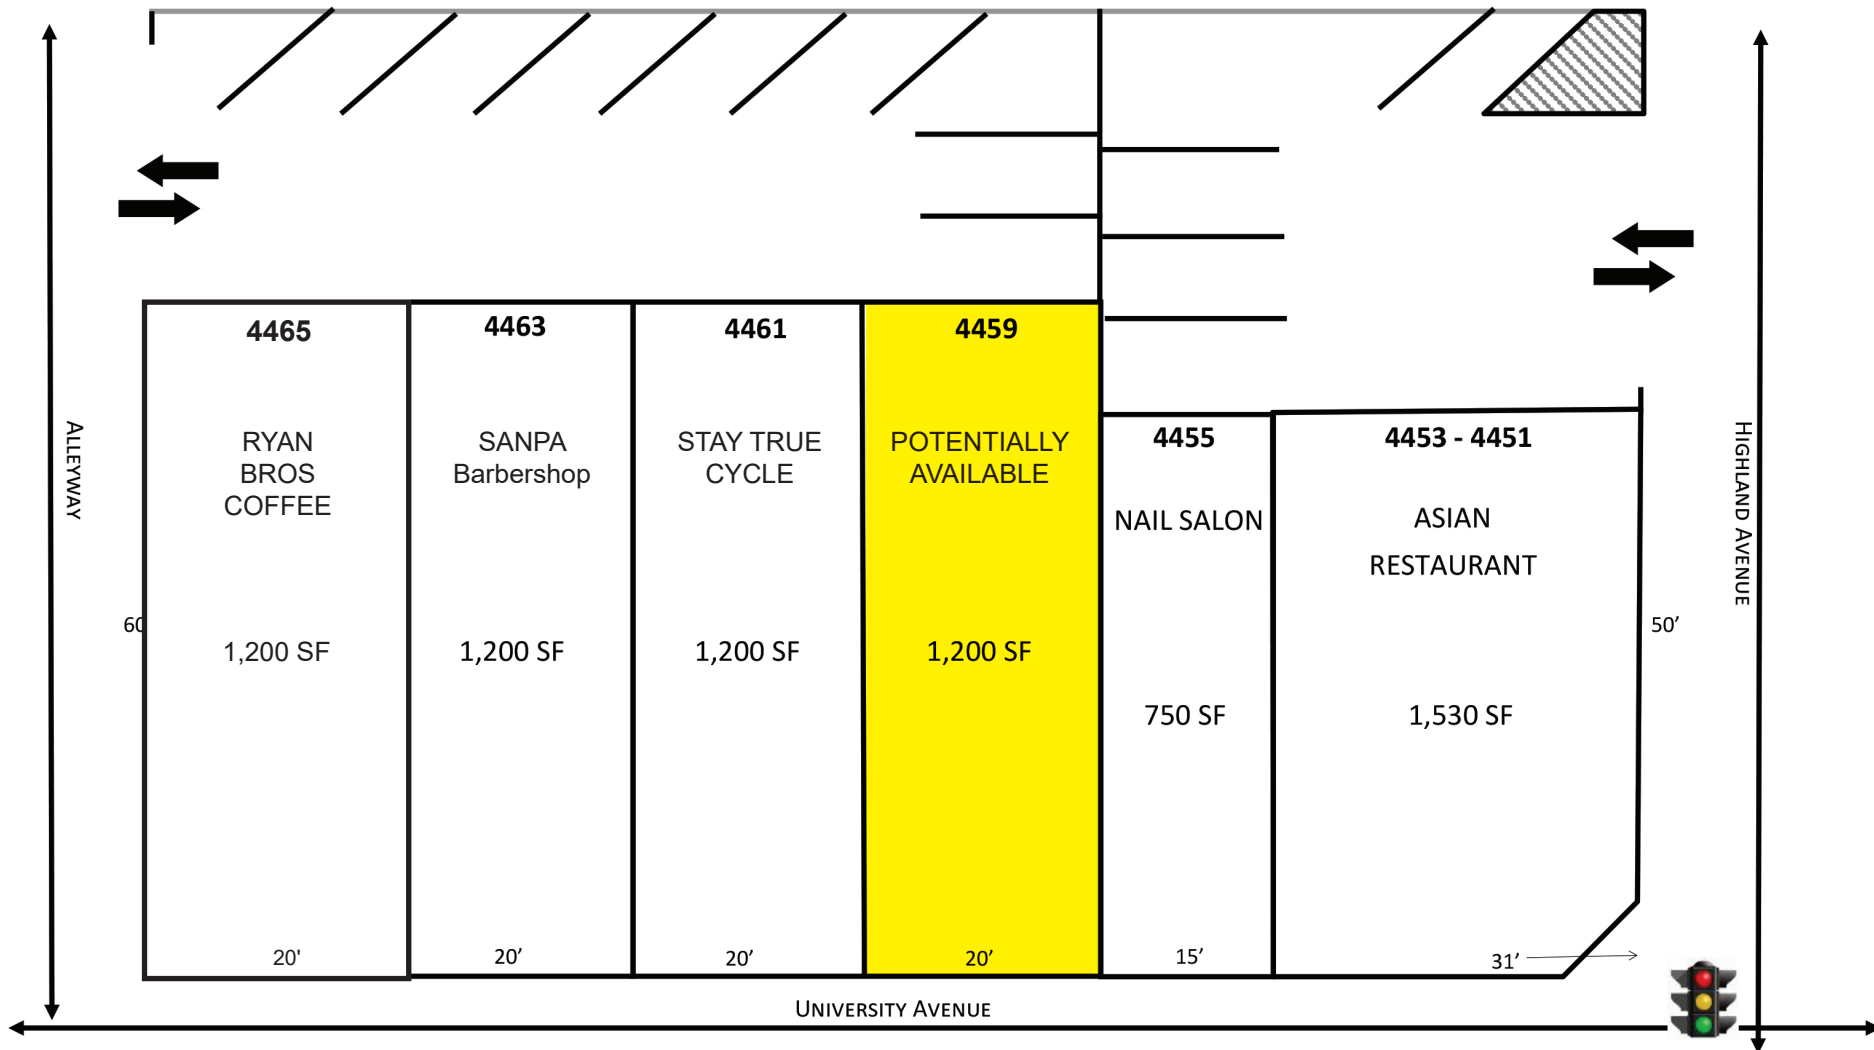 4465
RYAN
BROS
COFFEE
1,200 SF
20'
4463
SANPA
Barbershop
1,200 SF
20’
4461
STAY TRUE
CYCLE
1,200 SF
20’
4459
POTENTIALLY
AVAILABLE
1,200 SF
20’
4455
NAIL SALON
750 SF
15’
4453 - 4451
ASIAN
RESTAURANT
1,530 SF
31’
ALLEYWAY
60
50’
HIGHLAND AVENUE
UNIVERSITY AVENUE